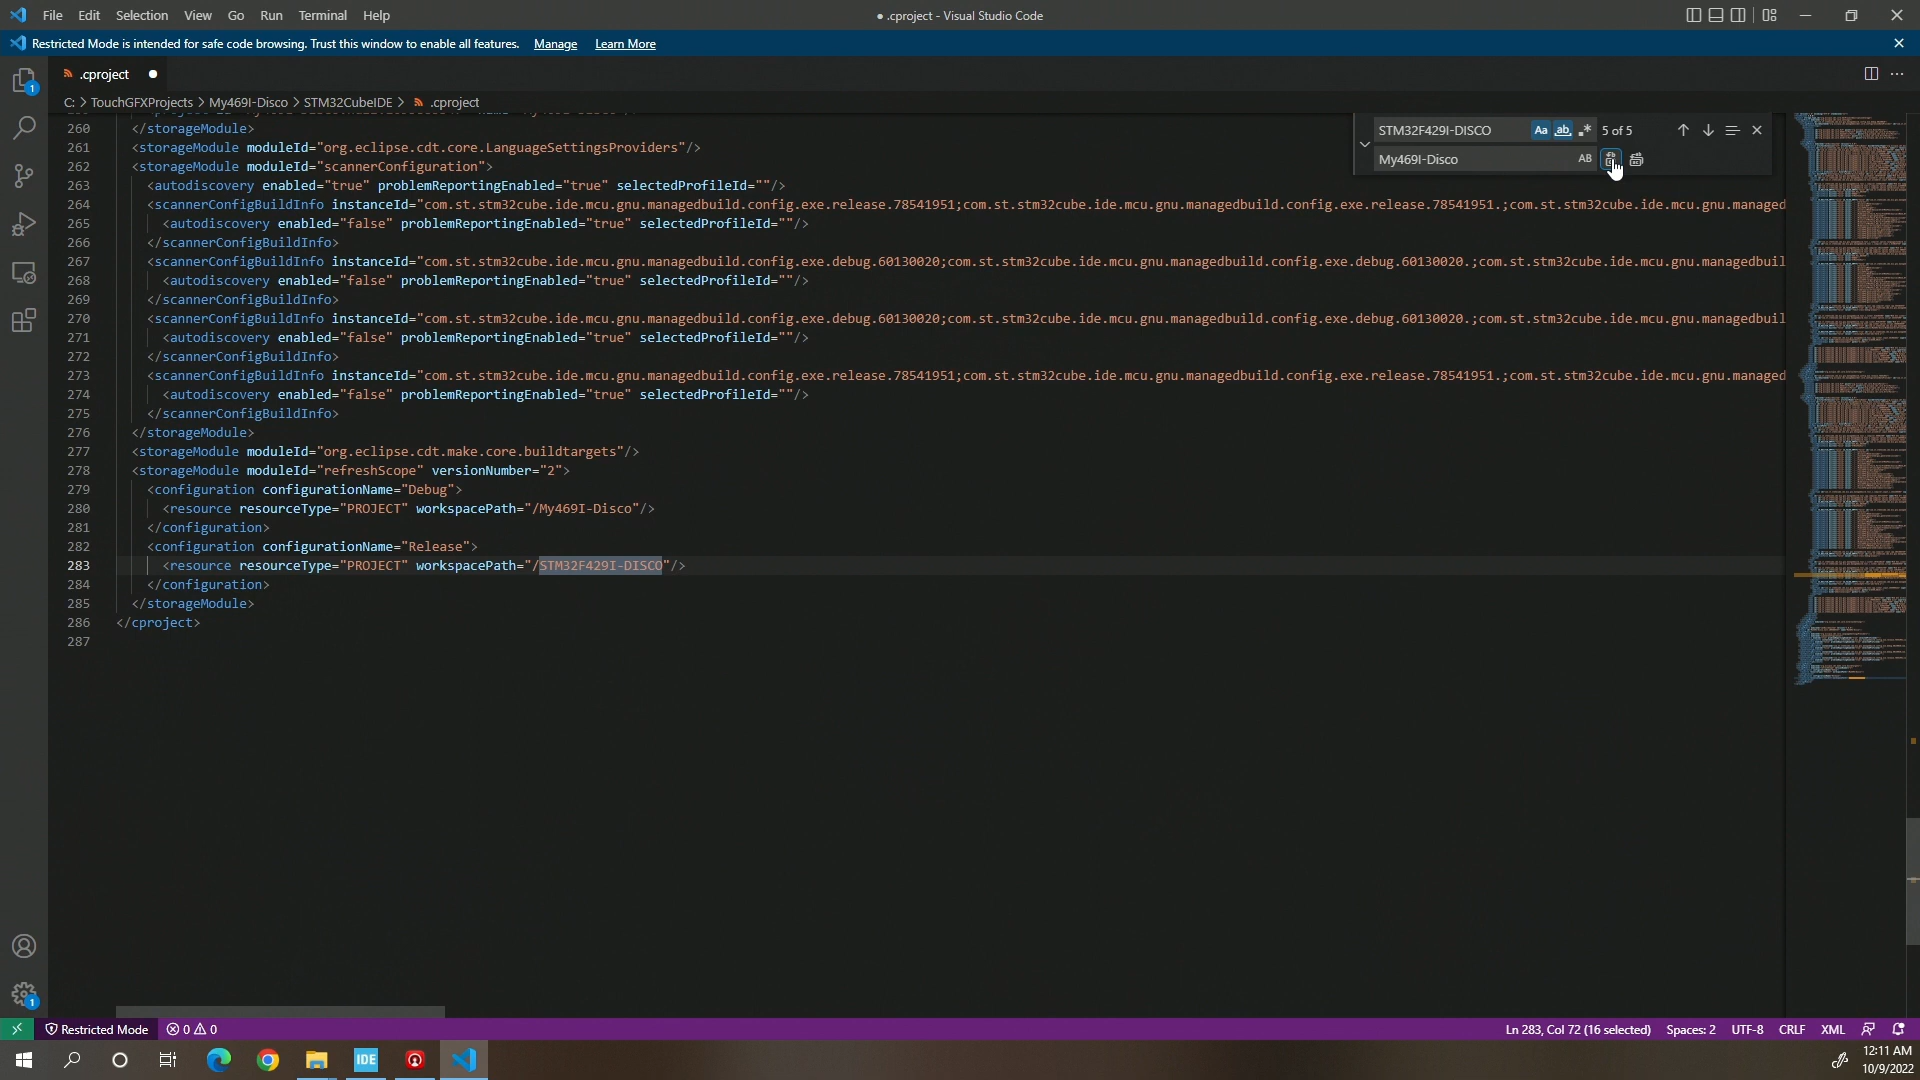 File Edit Selection View Go Run Terminal Help
● .cproject - Visual Studio Code
Restricted Mode is intended for safe code browsing. Trust this window to enable all features. Manage Learn More
1
.cproject ●
C: > TouchGFXProjects > My469I-Disco > STM32CubeIDE > .cproject
STM32F429I-DISCO Aa ab .* 5 of 5
My469I-Disco AB
260 </storageModule>
261 <storageModule moduleId="org.eclipse.cdt.core.LanguageSettingsProviders"/>
262 <storageModule moduleId="scannerConfiguration">
263 <autodiscovery enabled="true" problemReportingEnabled="true" selectedProfileId=""/>
264 <scannerConfigBuildInfo instanceId="com.st.stm32cube.ide.mcu.gnu.managedbuild.config.exe.release.78541951;com.st.stm32cube.ide.mcu.gnu.managedbuild.config.exe.release.78541951.;com.st.stm32cube.ide.mcu.gnu.managed
265 <autodiscovery enabled="false" problemReportingEnabled="true" selectedProfileId=""/>
266 </scannerConfigBuildInfo>
267 <scannerConfigBuildInfo instanceId="com.st.stm32cube.ide.mcu.gnu.managedbuild.config.exe.debug.60130020;com.st.stm32cube.ide.mcu.gnu.managedbuild.config.exe.debug.60130020.;com.st.stm32cube.ide.mcu.gnu.managedbuil
268 <autodiscovery enabled="false" problemReportingEnabled="true" selectedProfileId=""/>
269 </scannerConfigBuildInfo>
270 <scannerConfigBuildInfo instanceId="com.st.stm32cube.ide.mcu.gnu.managedbuild.config.exe.debug.60130020;com.st.stm32cube.ide.mcu.gnu.managedbuild.config.exe.debug.60130020.;com.st.stm32cube.ide.mcu.gnu.managedbuil
271 <autodiscovery enabled="false" problemReportingEnabled="true" selectedProfileId=""/>
272 </scannerConfigBuildInfo>
273 <scannerConfigBuildInfo instanceId="com.st.stm32cube.ide.mcu.gnu.managedbuild.config.exe.release.78541951;com.st.stm32cube.ide.mcu.gnu.managedbuild.config.exe.release.78541951.;com.st.stm32cube.ide.mcu.gnu.managed
274 <autodiscovery enabled="false" problemReportingEnabled="true" selectedProfileId=""/>
275 </scannerConfigBuildInfo>
276 </storageModule>
277 <storageModule moduleId="org.eclipse.cdt.make.core.buildtargets"/>
278 <storageModule moduleId="refreshScope" versionNumber="2">
279 <configuration configurationName="Debug">
280 <resource resourceType="PROJECT" workspacePath="/My469I-Disco"/>
281 </configuration>
282 <configuration configurationName="Release">
283 <resource resourceType="PROJECT" workspacePath="/STM32F429I-DISCO"/>
284 </configuration>
285 </storageModule>
286 </cproject>
287
1
Restricted Mode 0 0 Ln 283, Col 72 (16 selected) Spaces: 2 UTF-8 CRLF XML
IDE
12:11 AM
10/9/2022